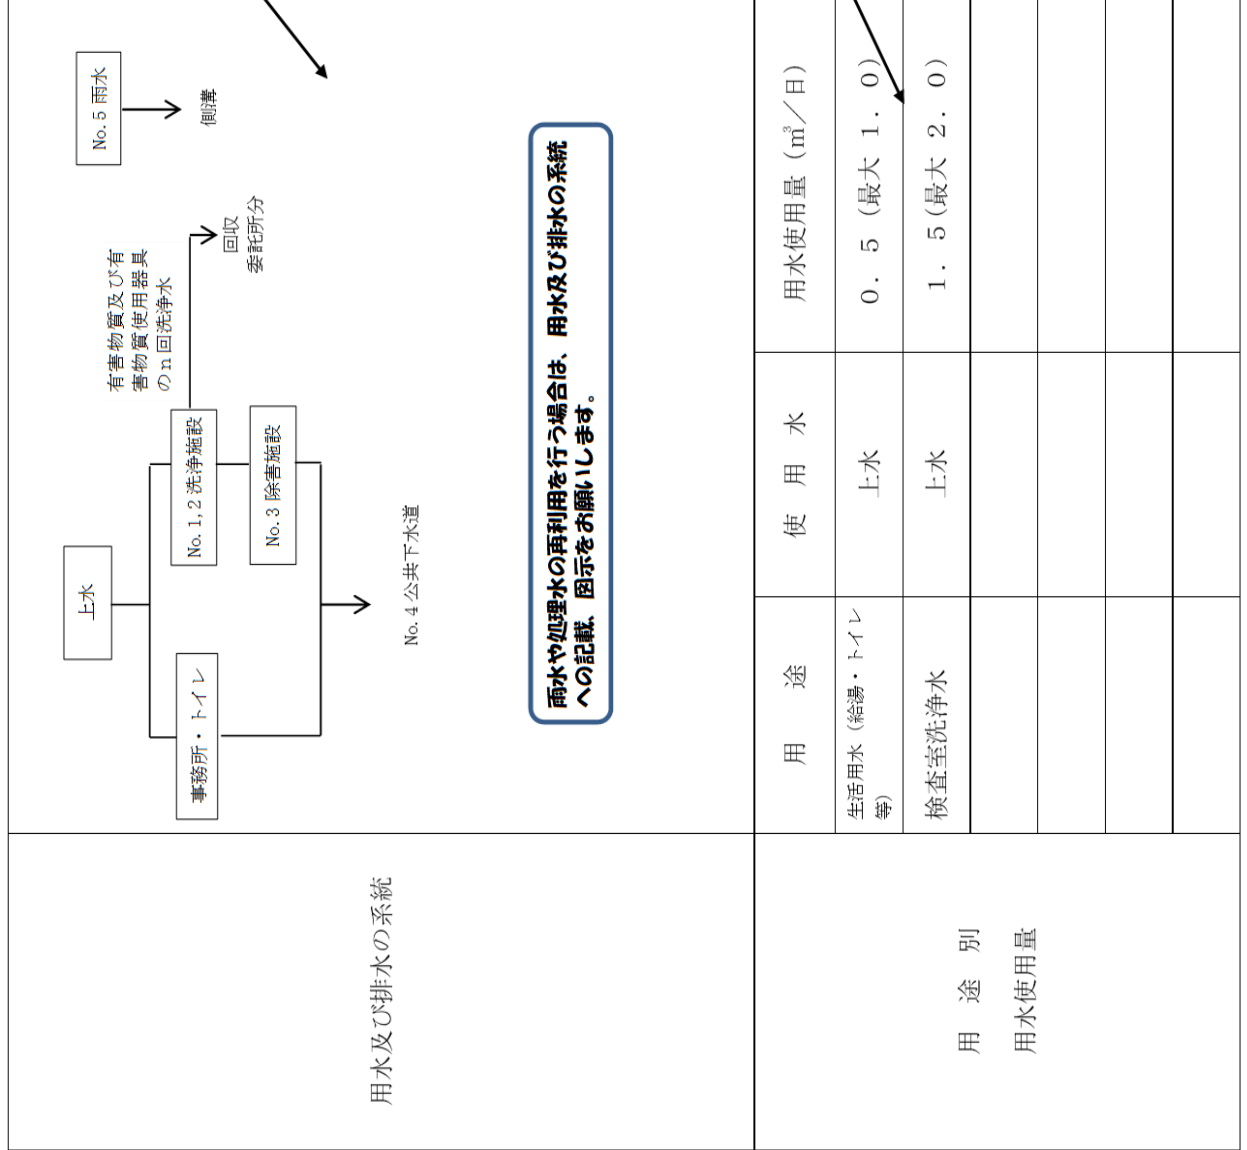 用水及び排水の系統
上水
事務所・トイレ
No.1,2 洗浄施設
No.3 除害施設
No.4 公共下水道
有害物質及び有
害物質使用器具
のn回洗浄水
回収
委託所分
No.5 雨水
側溝
雨水や処理水の再利用を行う場合は、用水及び排水の系統
への記載、図示をお願いします。
用　途　別
用水使用量
用　　途
使　用　水
用水使用量（㎥／日）
生活用水（給湯・トイレ
等）
上水
０．５（最大 １．０）
検査室洗浄水
上水
１．５（最大 ２．０）